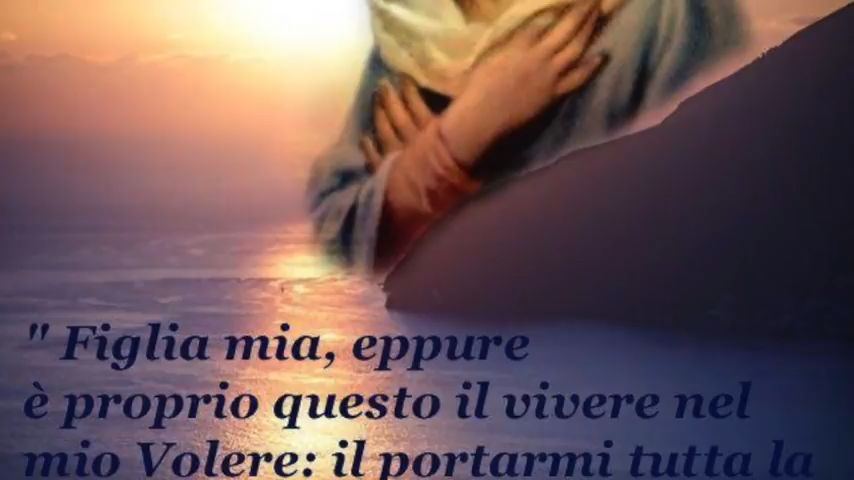 " Figlia mia, eppure
è proprio questo il vivere nel
mio Volere: il portarmi tutta la